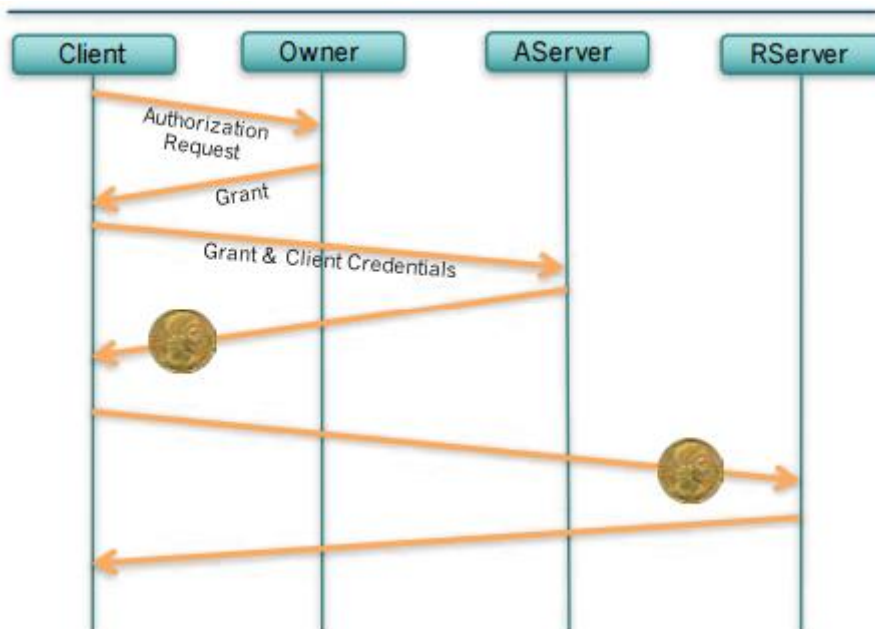 Client
Owner
AServer
RServer
Authorization
Request
Grant
Grant & Client Credentials